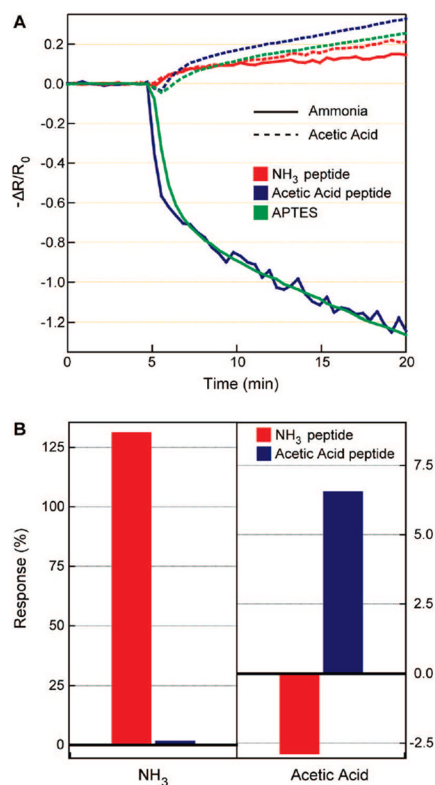 A
0.2
0.0
-0.2
-0.4
-0.6
-0.8
-1.0
-1.2
-ΔR/R₀
Ammonia
Acetic Acid
NH₃ peptide
Acetic Acid peptide
APTES
0 5 10 15 20
Time (min)
B
NH₃ peptide
Acetic Acid peptide
125
100
75
50
25
0
Response (%)
7.5
5.0
2.5
0.0
-2.5
NH₃ Acetic Acid